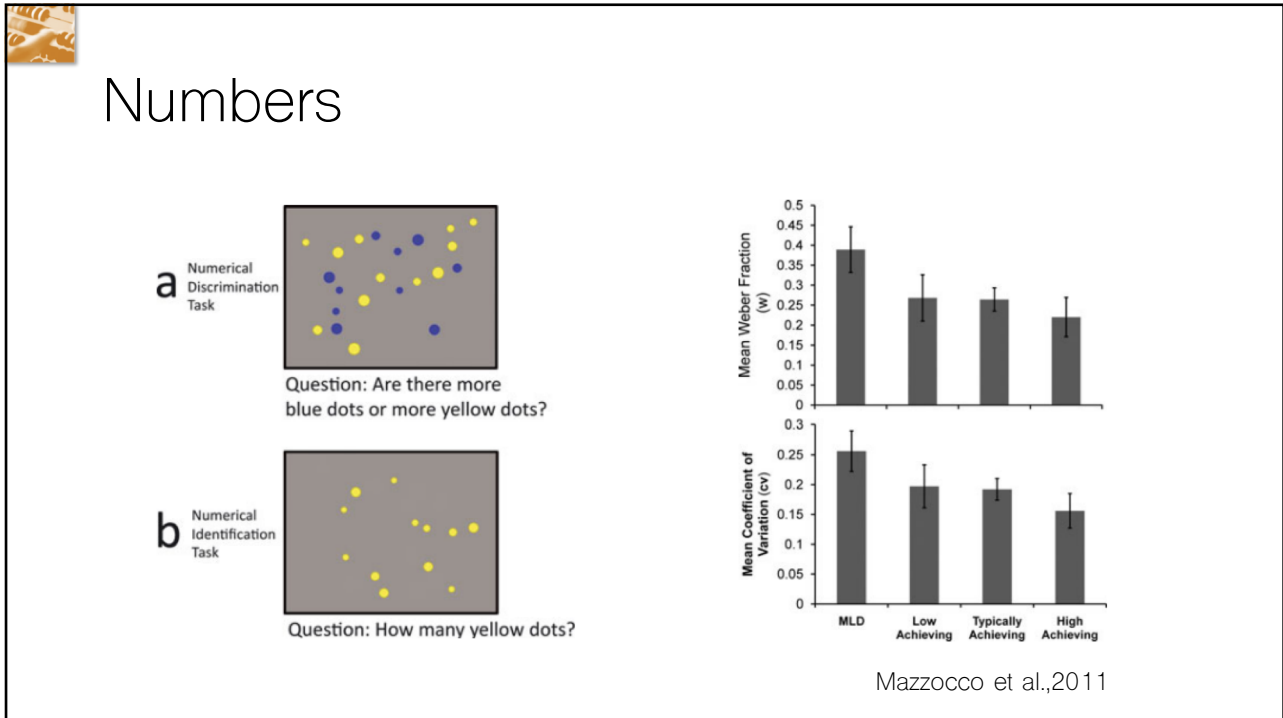 Numbers
a
Numerical
Discrimination
Task
Question: Are there more
blue dots or more yellow dots?
b
Numerical
Identification
Task
Question: How many yellow dots?
Mean Weber Fraction
(w)
0.5
0.45
0.4
0.35
0.3
0.25
0.2
0.15
0.1
0.05
0
Mean Coefficient of
Variation (cv)
0.3
0.25
0.2
0.15
0.1
0.05
0
MLD
Low
Achieving
Typically
Achieving
High
Achieving
Mazzocco et al.,2011